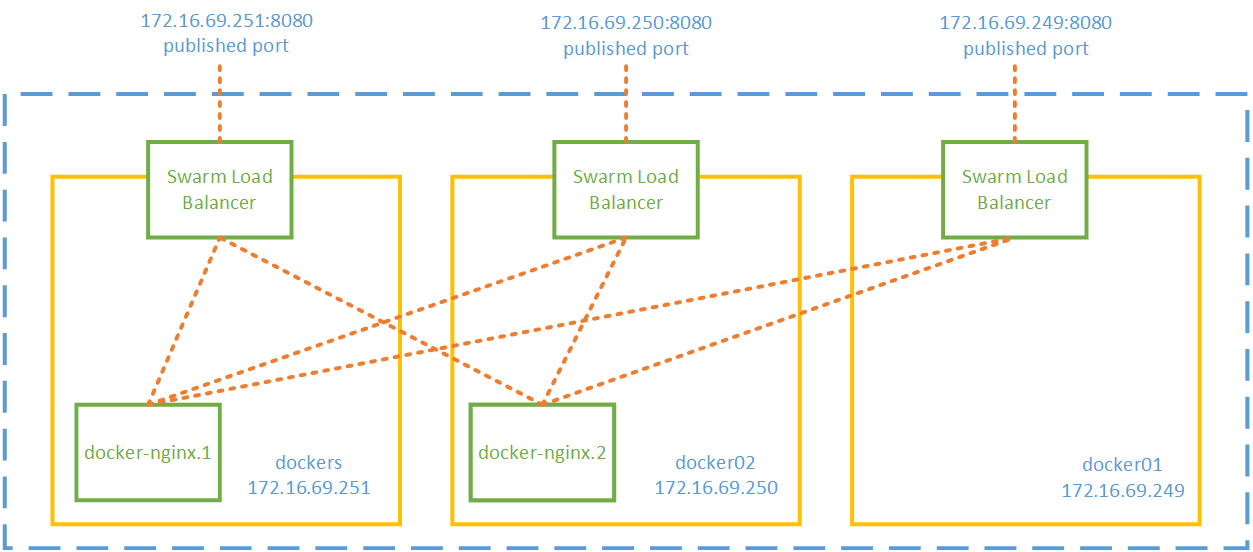 172.16.69.251:8080
published port
172.16.69.250:8080
published port
172.16.69.249:8080
published port
Swarm Load
Balancer
Swarm Load
Balancer
Swarm Load
Balancer
docker-nginx.1
dockers
172.16.69.251
docker-nginx.2
docker02
172.16.69.250
docker01
172.16.69.249